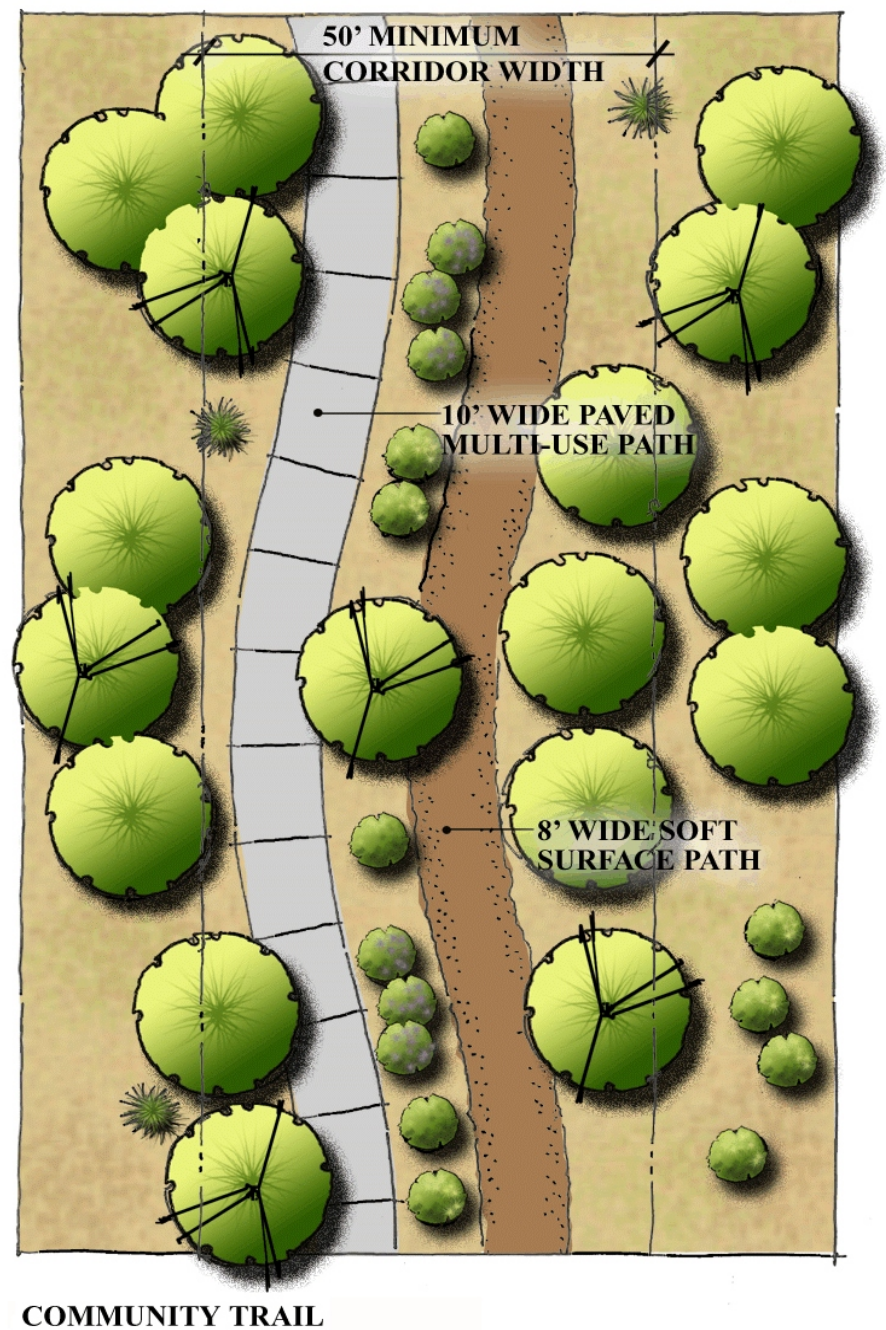 50’ MINIMUM
CORRIDOR WIDTH
10’ WIDE PAVED
MULTI-USE PATH
8’ WIDE SOFT
SURFACE PATH
COMMUNITY TRAIL